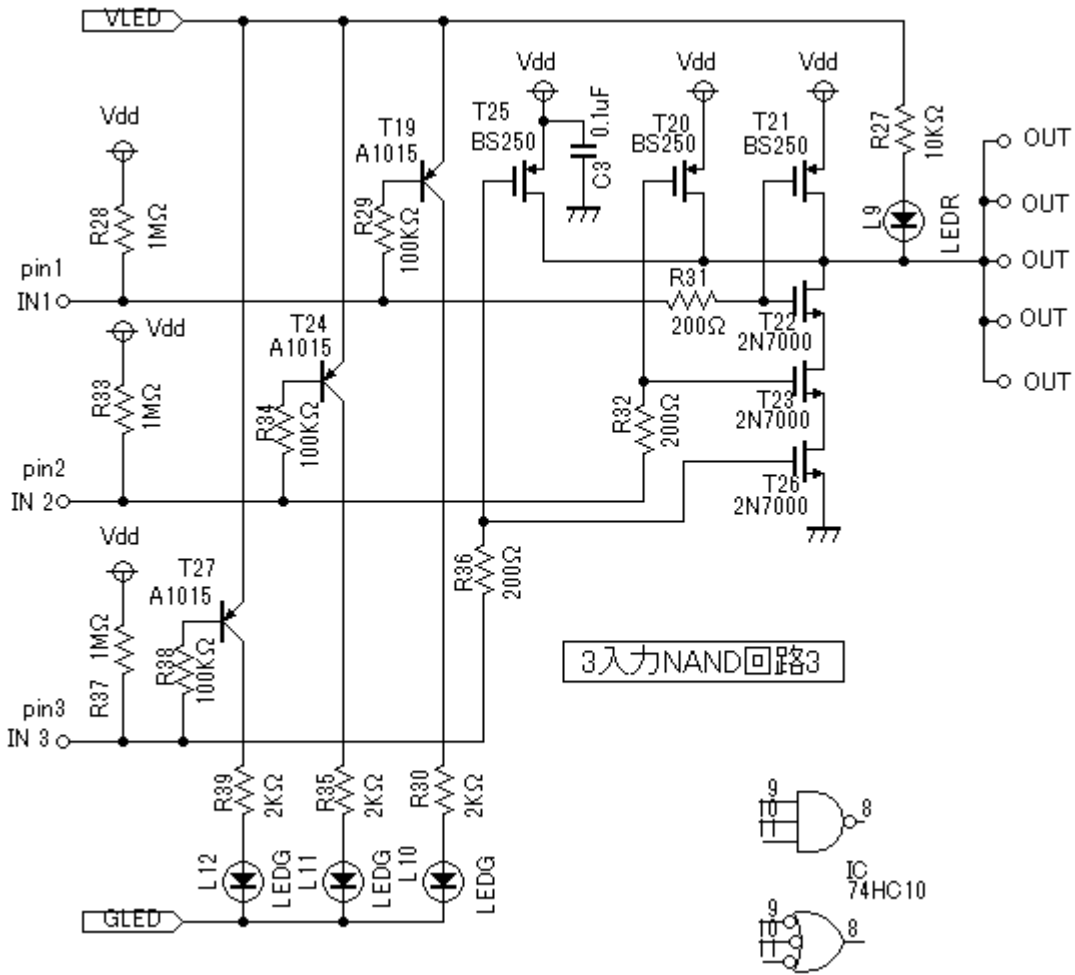 VLED
Vdd
Vdd
Vdd
T25
BS250
0.1uF
C3
T20
BS250
T21
BS250
R27
10KΩ
OUT
Vdd
T19
A1015
R28
1MΩ
R29
100KΩ
L9
LEDR
OUT
pin1
IN1
R31
200Ω
OUT
Vdd
T24
A1015
T22
2N7000
OUT
R33
1MΩ
R34
100KΩ
R32
200Ω
T23
2N7000
OUT
pin2
IN 2
T26
2N7000
Vdd
T27
A1015
R36
200Ω
R37
1MΩ
R38
100KΩ
3入力NAND回路3
pin3
IN 3
R39
2KΩ
R35
2KΩ
R30
2KΩ
9
10
11
8
L12
LEDG
L11
LEDG
L10
LEDG
IC
74HC10
GLED
9
10
11
8